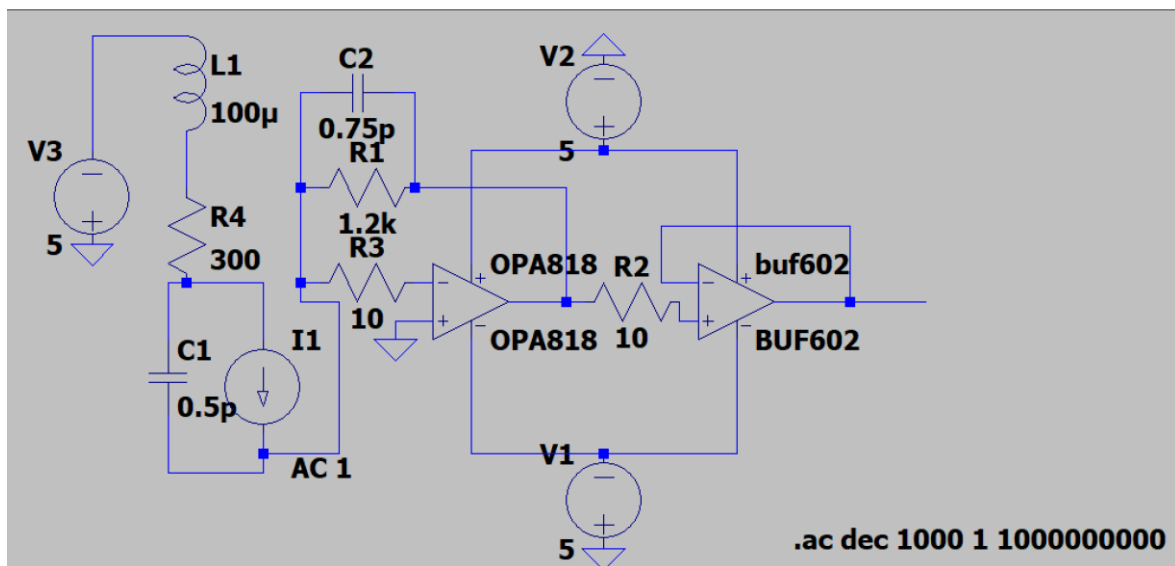 L1
100µ
V3
5
R4
300
C1
0.5p
I1
AC 1
C2
0.75p
R1
1.2k
R3
10
OPA818
OPA818
R2
10
V2
5
buf602
BUF602
V1
5
.ac dec 1000 1 1000000000